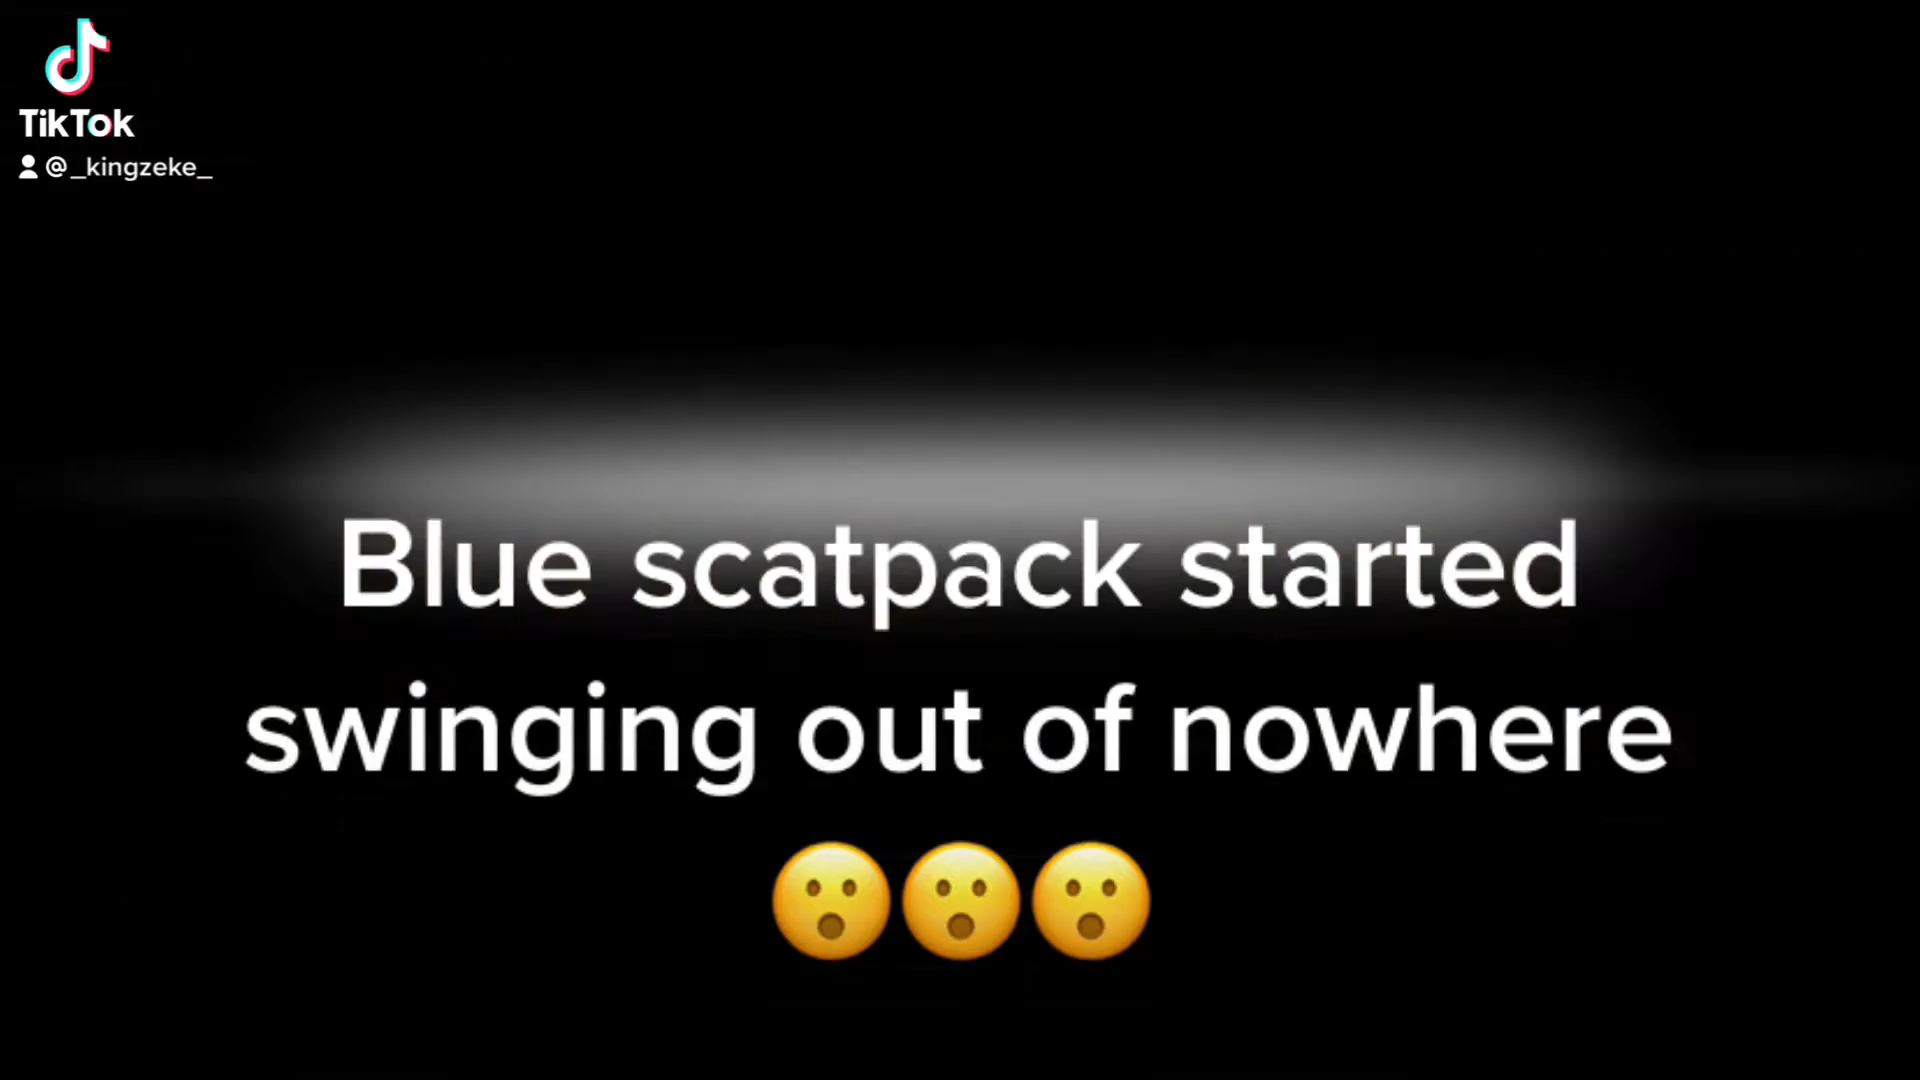 TikTok
@_kingzeke_
Blue scatpack started
swinging out of nowhere
😮😮😮